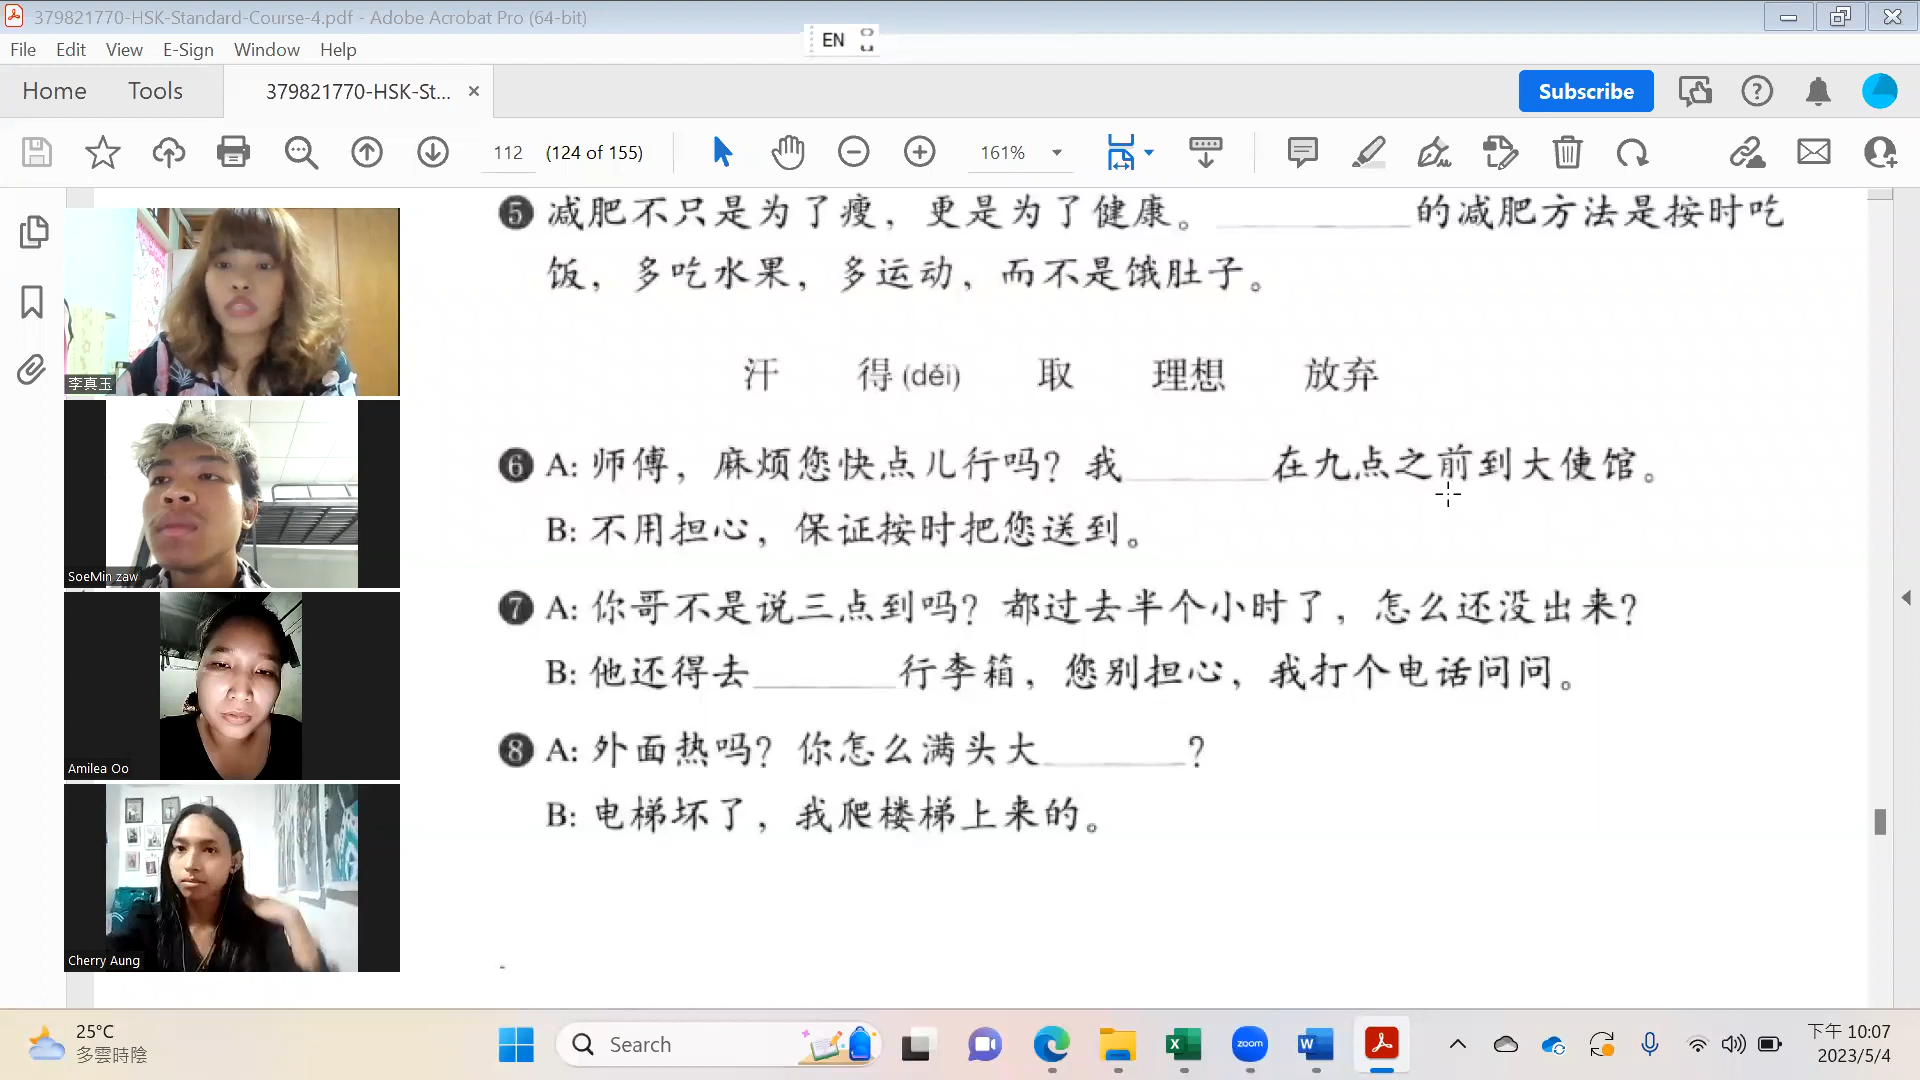 379821770-HSK-Standard-Course-4.pdf - Adobe Acrobat Pro (64-bit)
File Edit View E-Sign Window Help
EN
Home Tools 379821770-HSK-St... ×
Subscribe
112 (124 of 155)
161%
❺ 减肥不只是为了瘦，更是为了健康。__________的减肥方法是按时吃
饭，多吃水果，多运动，而不是饿肚子。
汗 得(děi) 取 理想 放弃
❻ A: 师傅，麻烦您快点儿行吗？我________在九点之前到大使馆。
B: 不用担心，保证按时把您送到。
❼ A: 你哥不是说三点到吗？都过去半个小时了，怎么还没出来？
B: 他还得去________行李箱，您别担心，我打个电话问问。
❽ A: 外面热吗？你怎么满头大________？
B: 电梯坏了，我爬楼梯上来的。
李真玉
SoeMin zaw
Amilea Oo
Cherry Aung
25°C
多雲時陰
Search
zoom
下午 10:07
2023/5/4